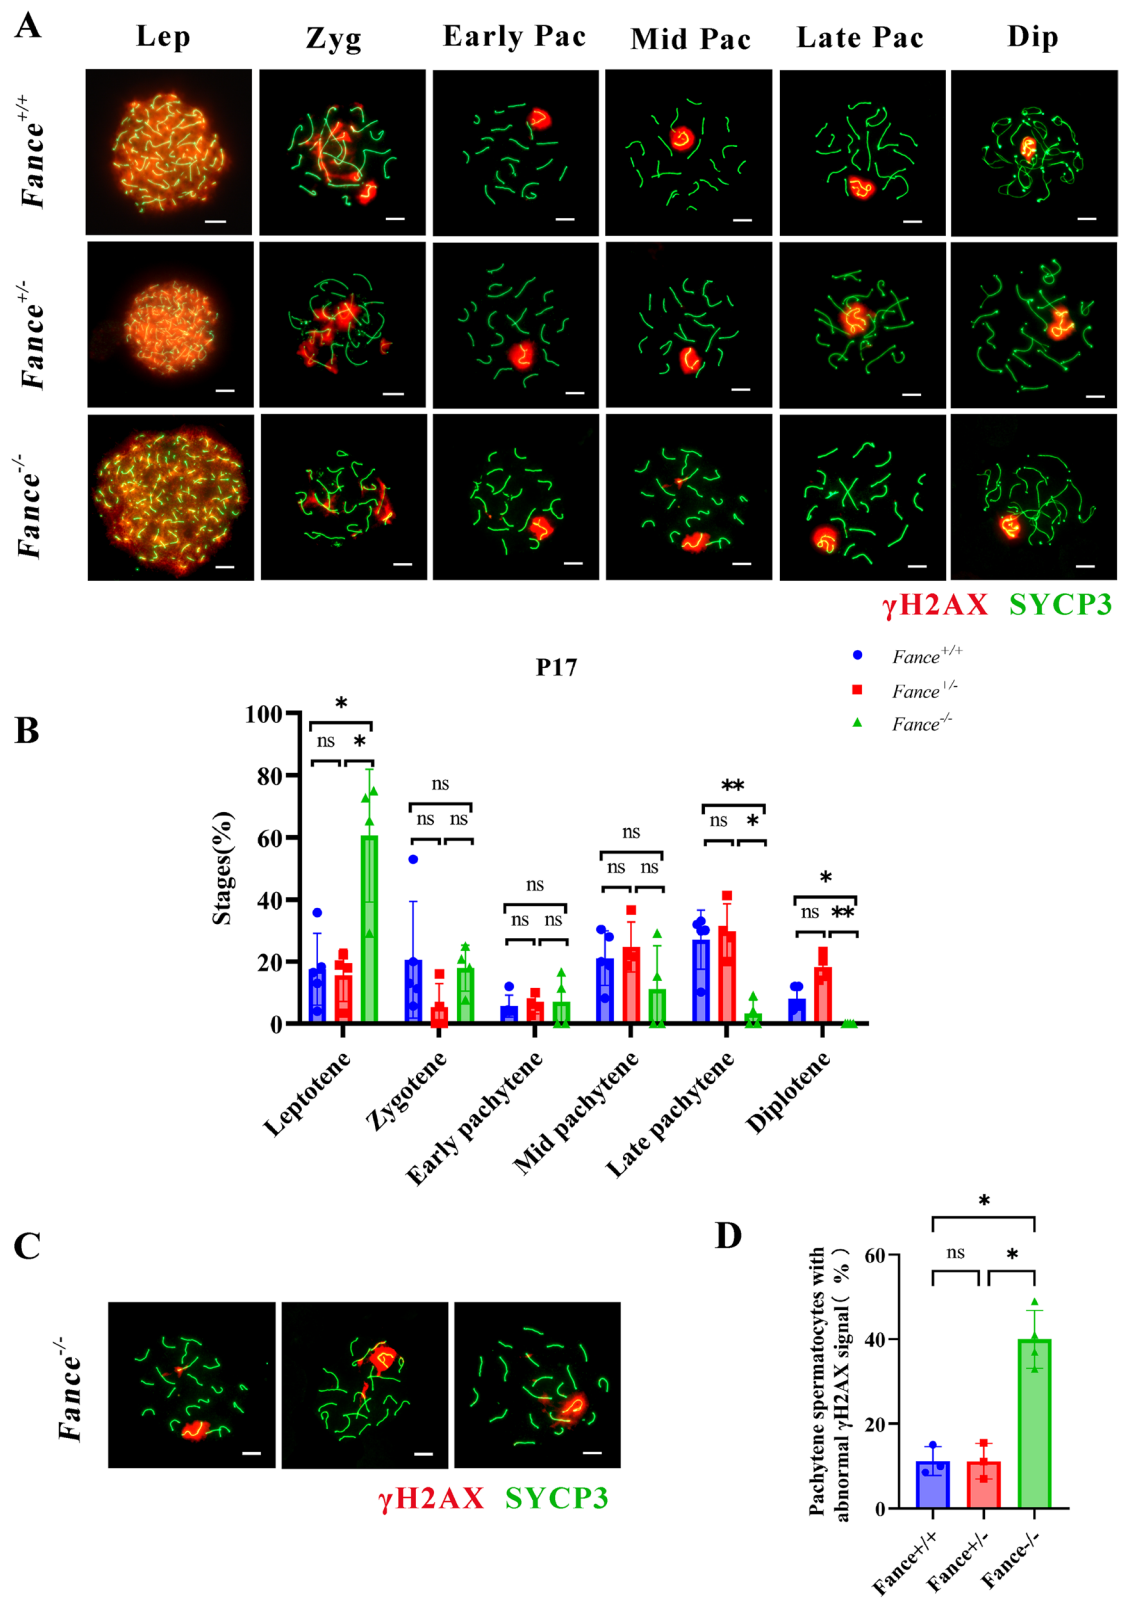 A
Lep Zyg Early Pac Mid Pac Late Pac Dip
Fance+/+
Fance+/-
Fance-/-
γH2AX SYCP3
P17
Fance+/+
Fance+/-
Fance-/-
B
Stages(%)
100
80
60
40
20
0
ns * *
ns ns ns
ns ns ns
ns ns ns
ns * **
ns ** *
Leptotene
Zygotene
Early pachytene
Mid pachytene
Late pachytene
Diplotene
C
Fance-/-
γH2AX SYCP3
D
Pachytene spermatocytes with
abnormal γH2AX signal( % )
60
40
20
0
*
ns *
Fance+/+
Fance+/-
Fance-/-